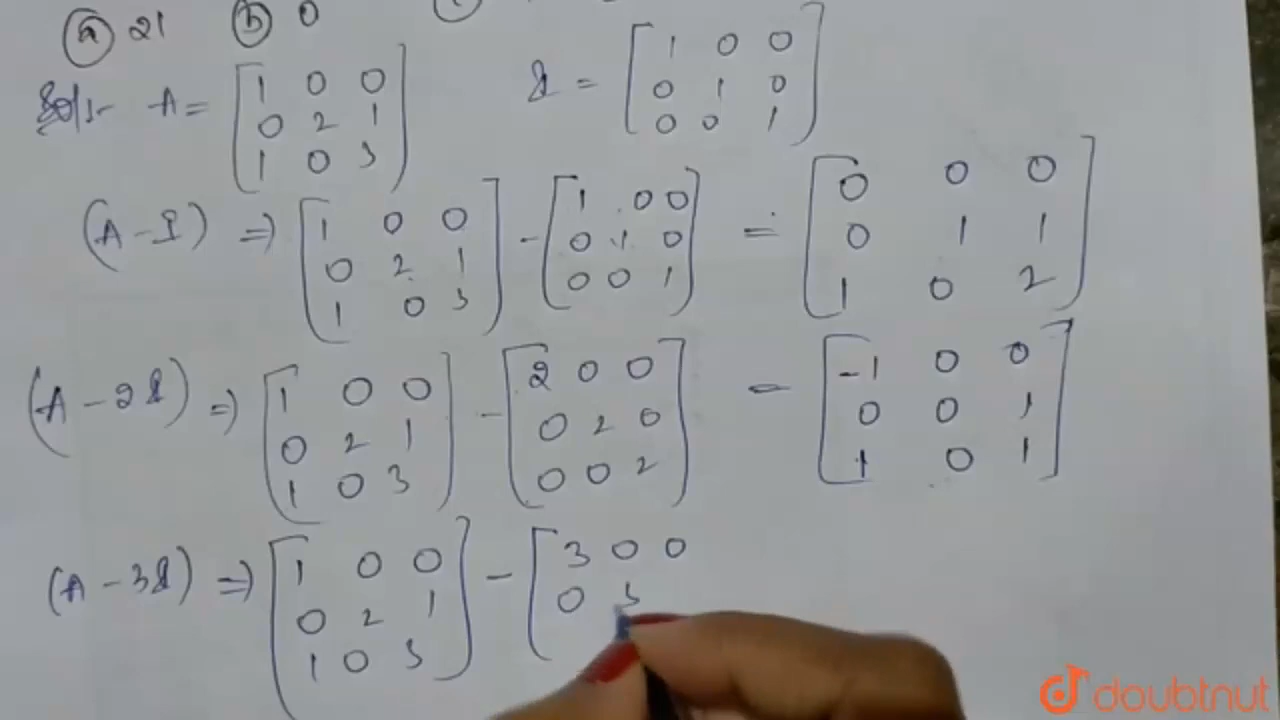 (a) 21 (b) 0
Sol:- A = [1 0 0
0 2 1
1 0 3]
I = [1 0 0
0 1 0
0 0 1]
(A - I) => [1 0 0
0 2 1
1 0 3] - [1 0 0
0 1 0
0 0 1] = [0 0 0
0 1 1
1 0 2]
(A - 2I) => [1 0 0
0 2 1
1 0 3] - [2 0 0
0 2 0
0 0 2] = [-1 0 0
0 0 1
1 0 1]
(A - 3I) => [1 0 0
0 2 1
1 0 3] - [3 0 0
0 3
doubtnut